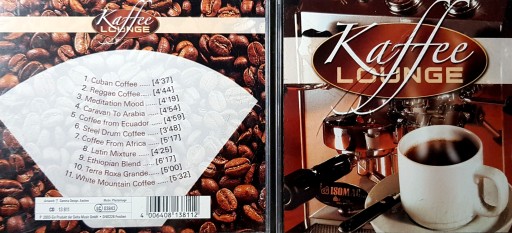 Kaffee
LOUNGE
1. Cuban Coffee ..... [4'37]
2. Reggae Coffee..... [4'44]
3. Meditation Mood ..... [4'19]
4. Caravan To Arabia ..... [4'54]
5. Coffee from Ecuador ..... [4'59]
6. Steel Drum Coffee ..... [3'48]
7. Coffee From Africa ..... [5'17]
8. Latin Mixture ..... [4'25]
9. Ethiopian Blend ..... [6'17]
10. Terra Roxa Grande..... [5'00]
11. White Mountain Coffee ..... [5'32]
4 006408 138112
Kaffee
LOUNGE